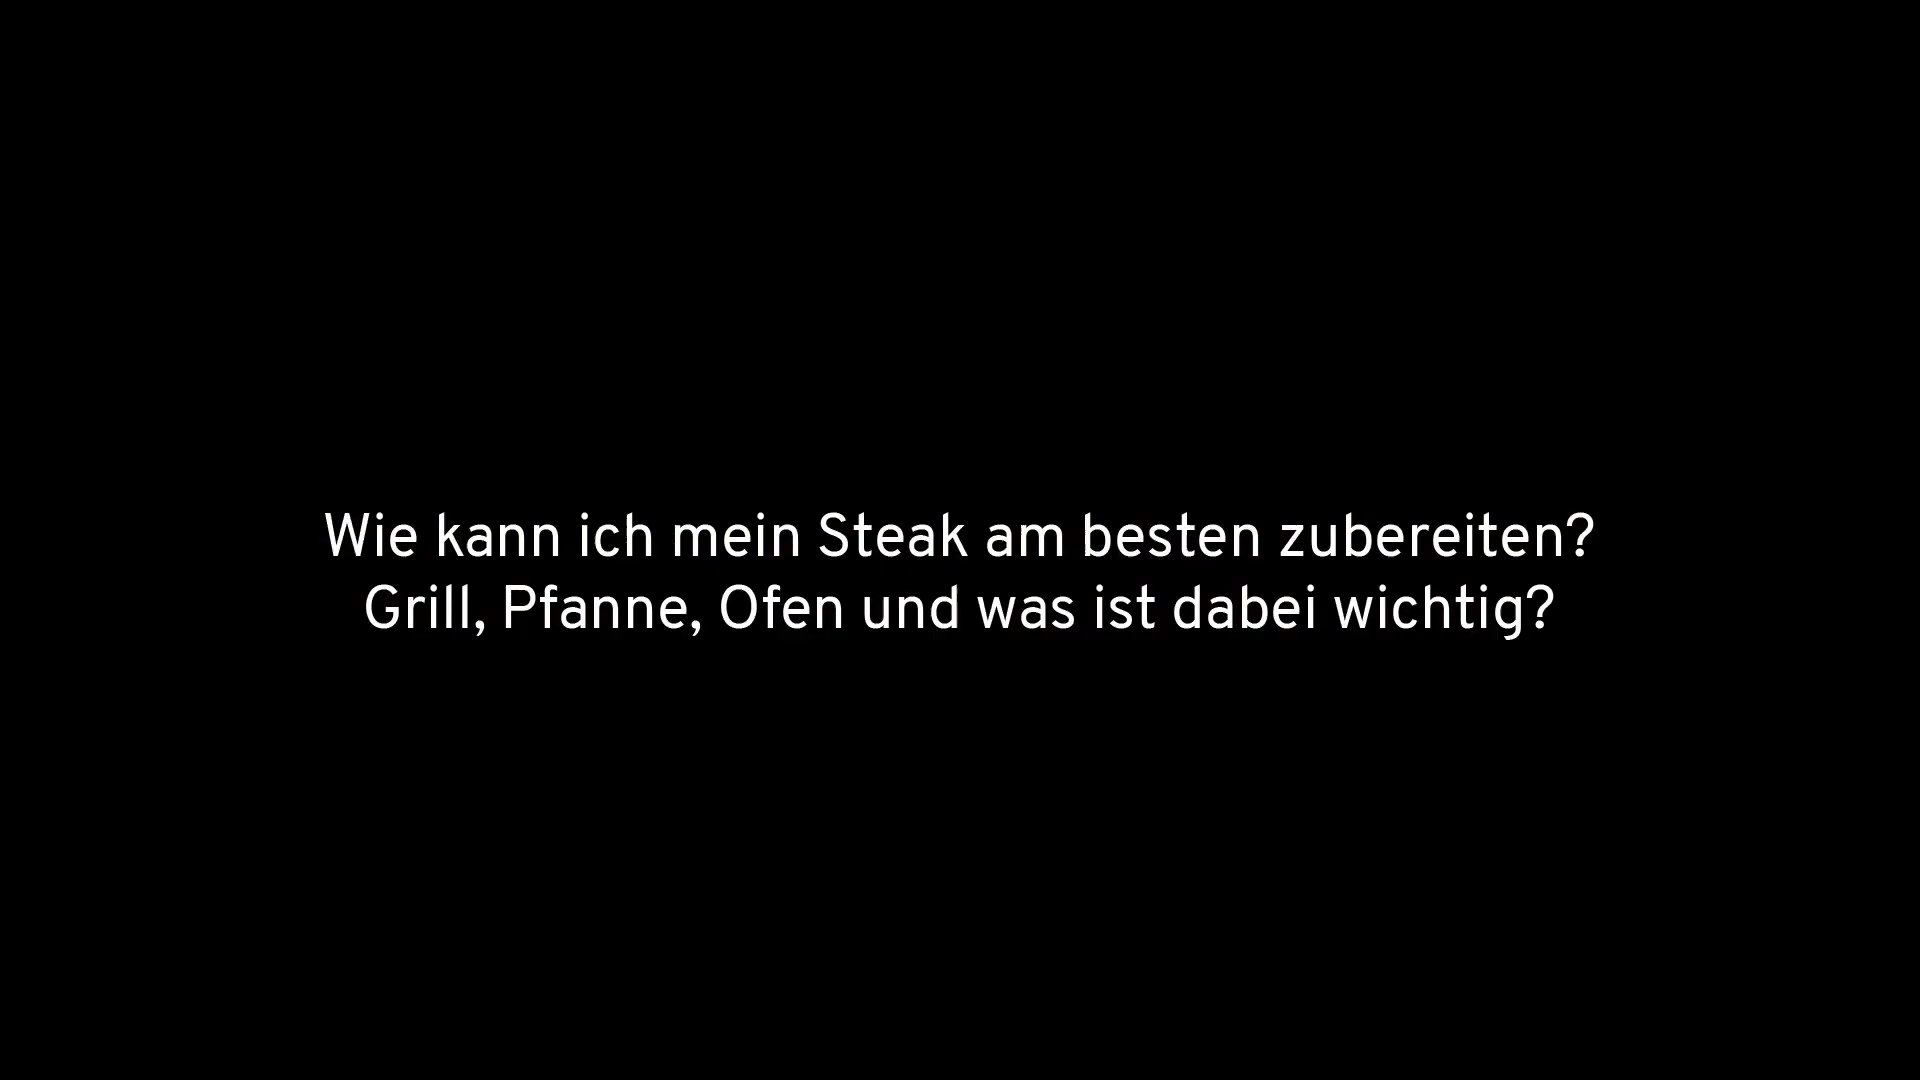 Wie kann ich mein Steak am besten zubereiten?
Grill, Pfanne, Ofen und was ist dabei wichtig?